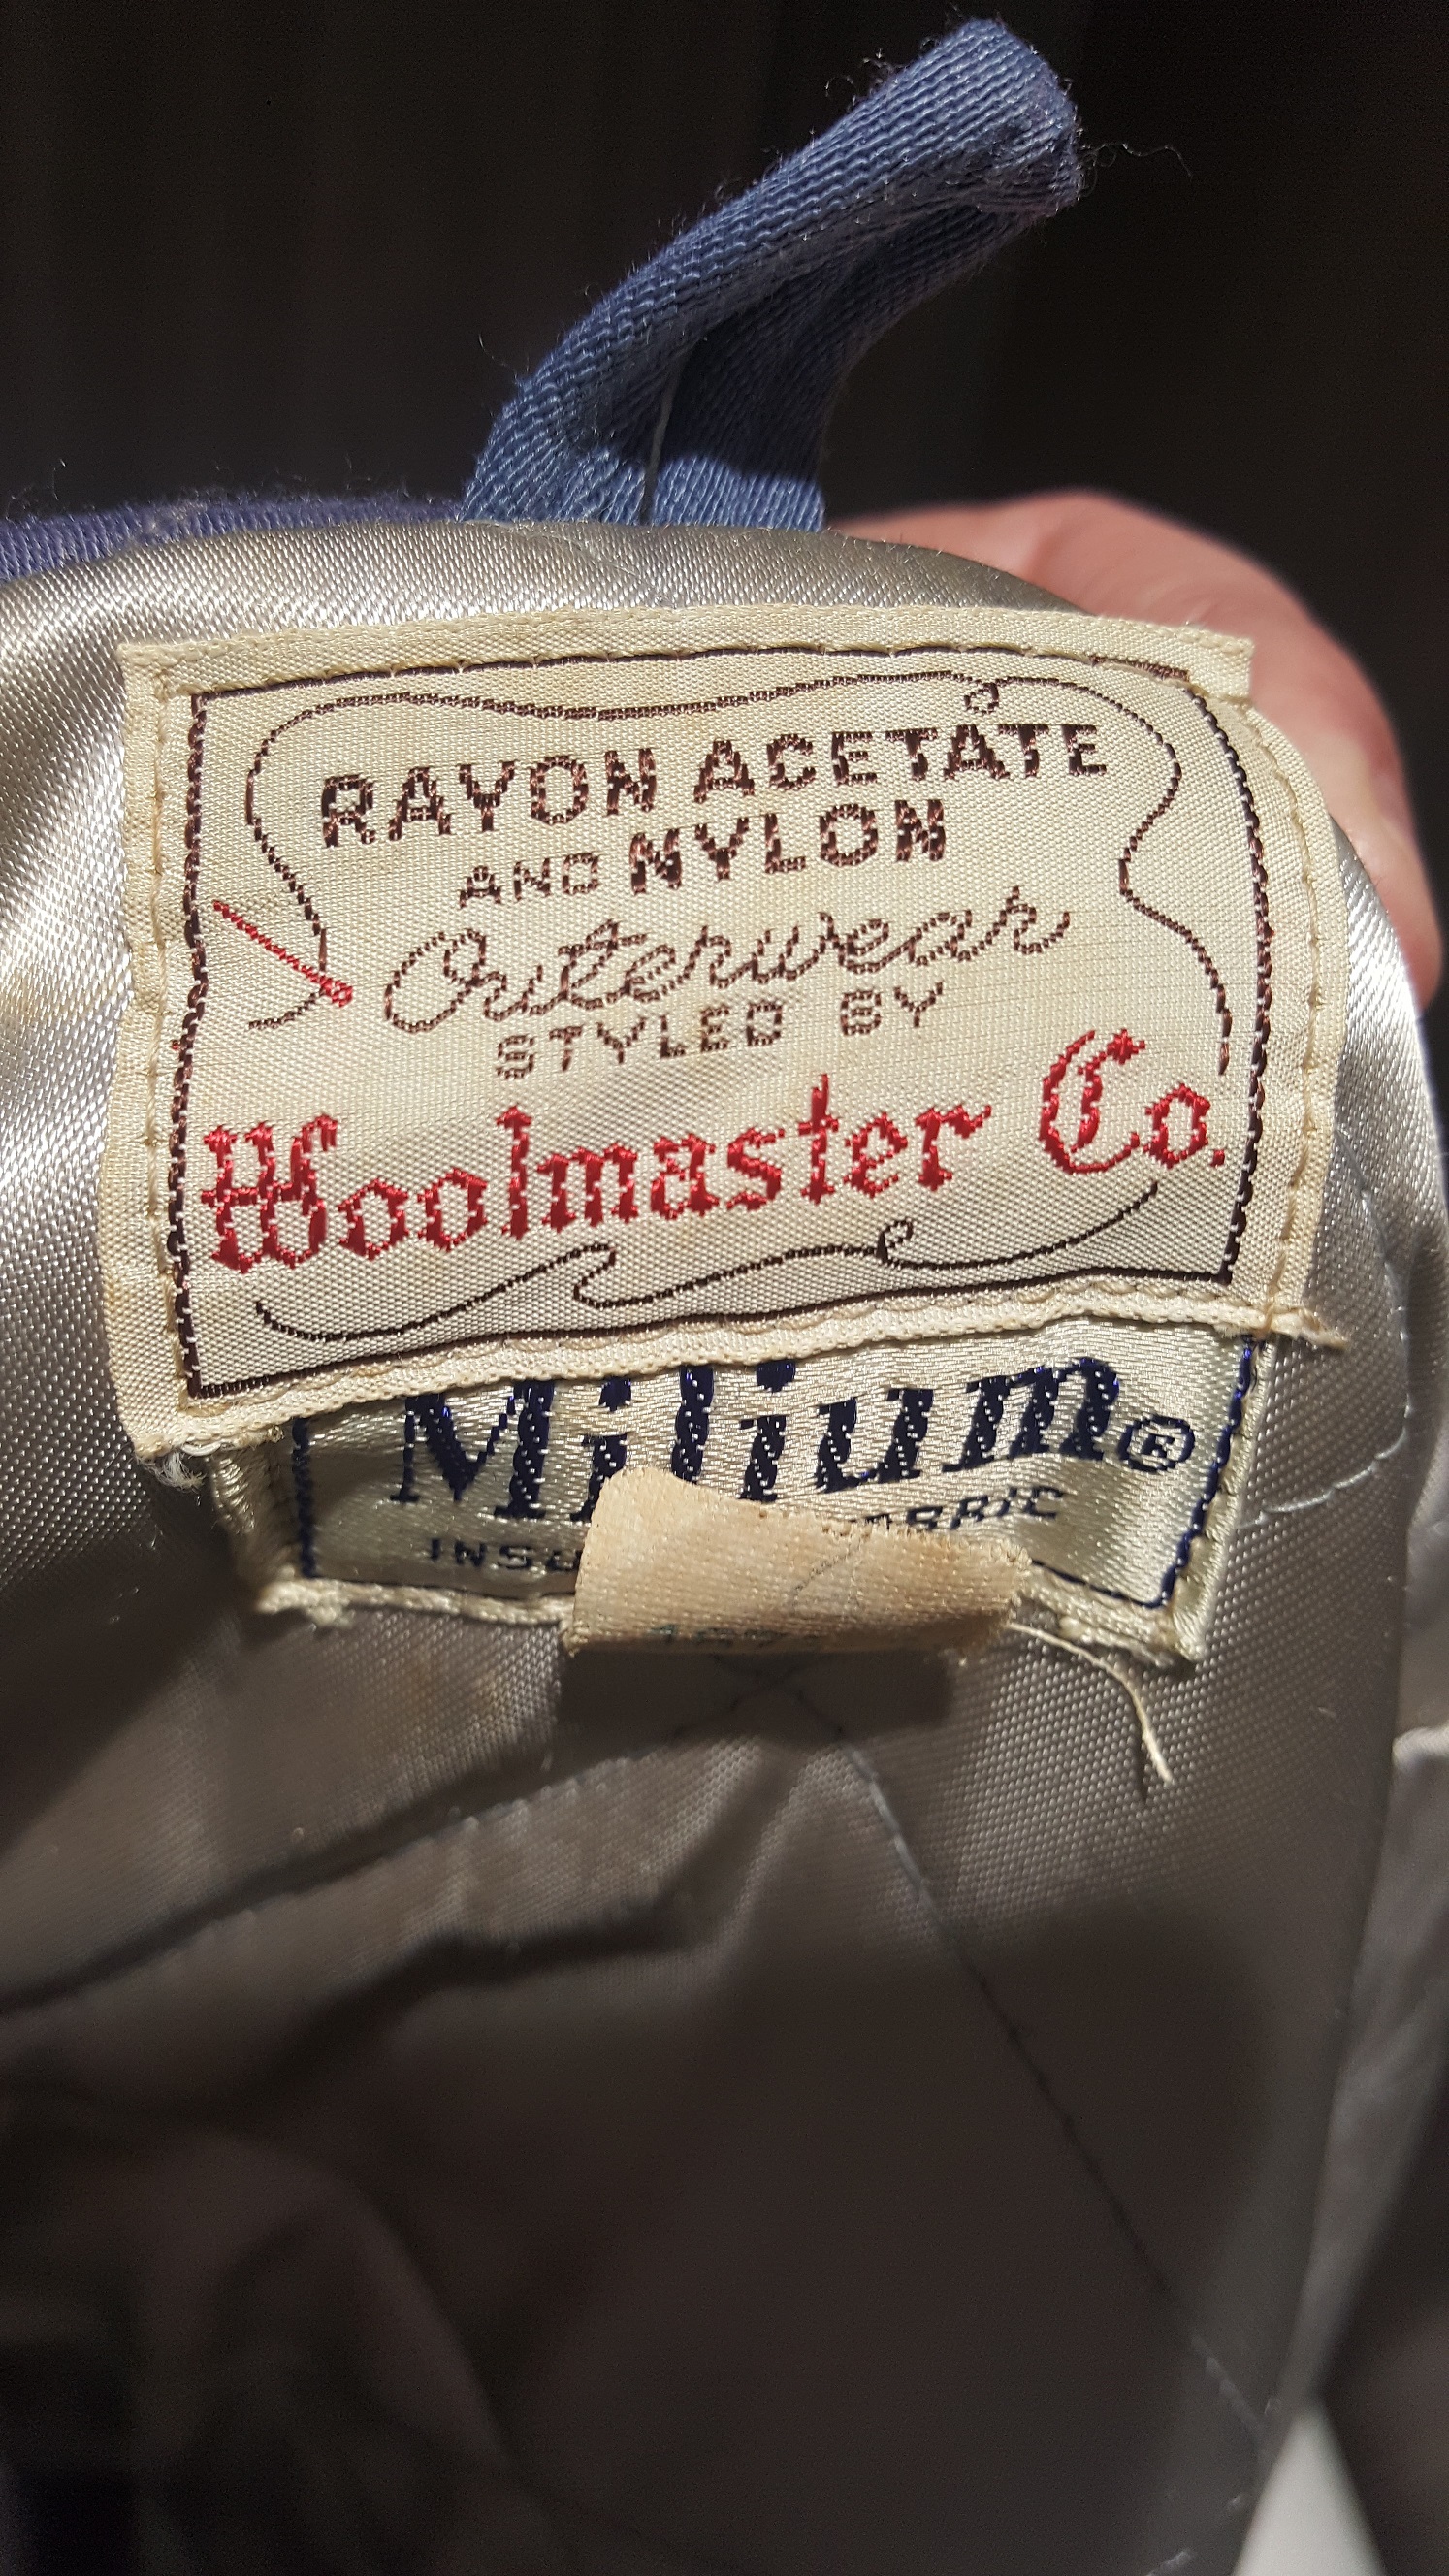 RAYON ACETATE
AND NYLON
Outerwear
STYLED BY
Woolmaster Co.
Milium®